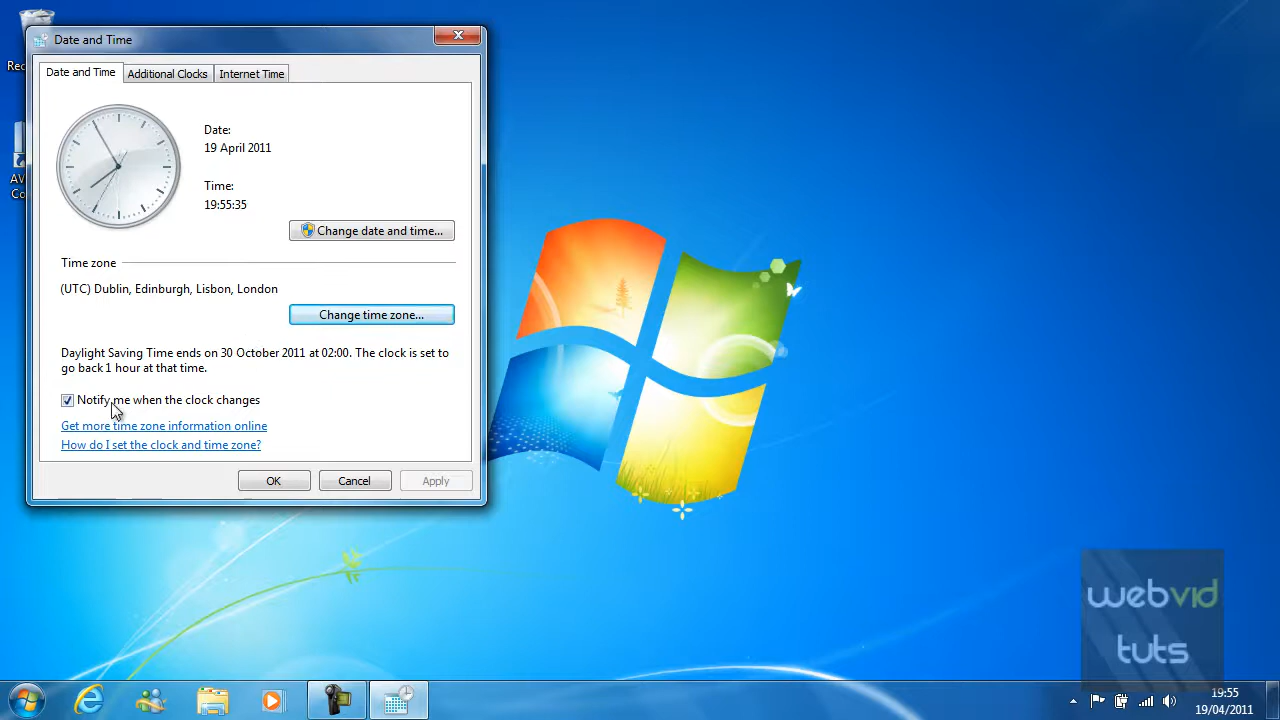 Date and Time
Date and Time
Additional Clocks
Internet Time
Date:
19 April 2011
Time:
19:55:35
Change date and time...
Time zone
(UTC) Dublin, Edinburgh, Lisbon, London
Change time zone...
Daylight Saving Time ends on 30 October 2011 at 02:00. The clock is set to
go back 1 hour at that time.
Notify me when the clock changes
Get more time zone information online
How do I set the clock and time zone?
OK
Cancel
Apply
Rec
AV
Co
webvid
tuts
19:55
19/04/2011